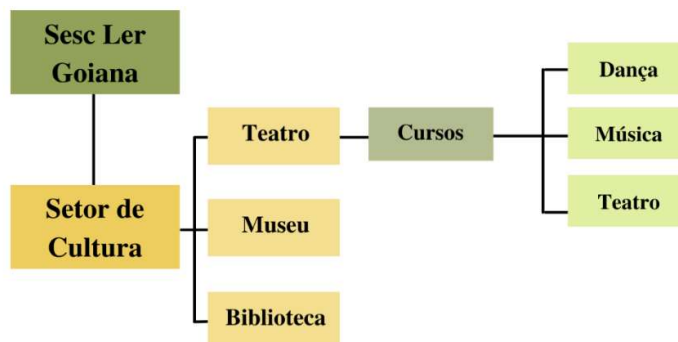 Sesc Ler
Goiana
Setor de
Cultura
Teatro
Museu
Biblioteca
Cursos
Dança
Música
Teatro